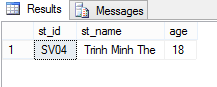 Results Messages
st_id st_name age
1 SV04 Trinh Minh The 18